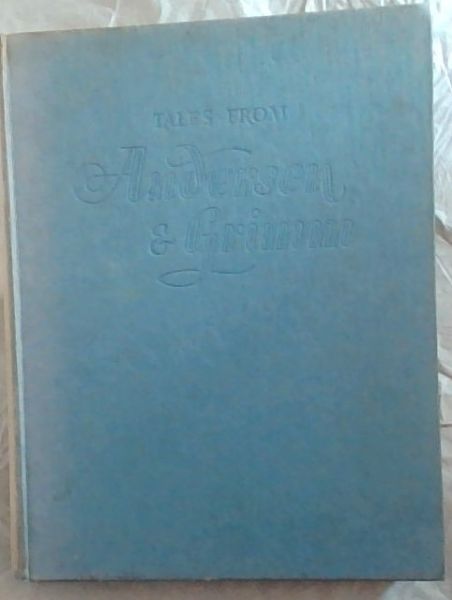 TALES FROM
Andersen
& Grimm